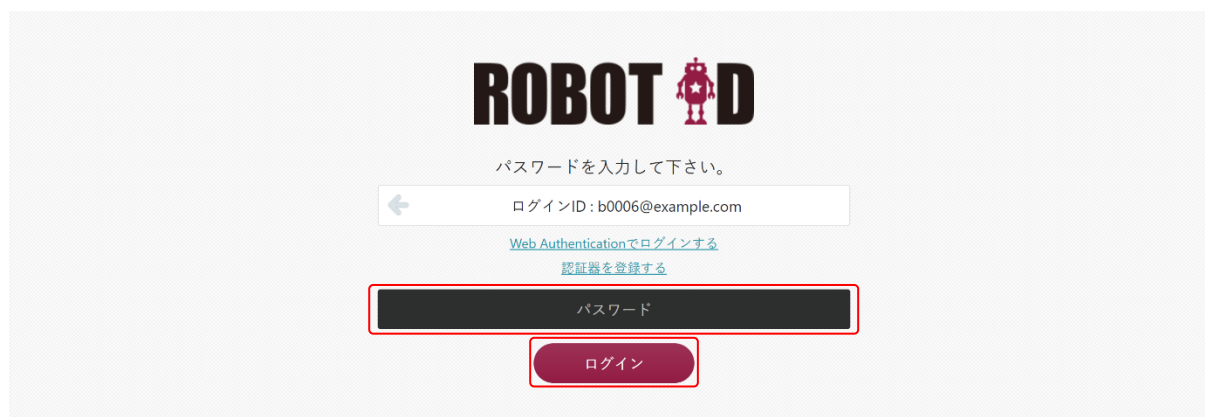 ROBOT ID
パスワードを入力して下さい。
ログインID : b0006@example.com
Web Authenticationでログインする
認証器を登録する
パスワード
ログイン